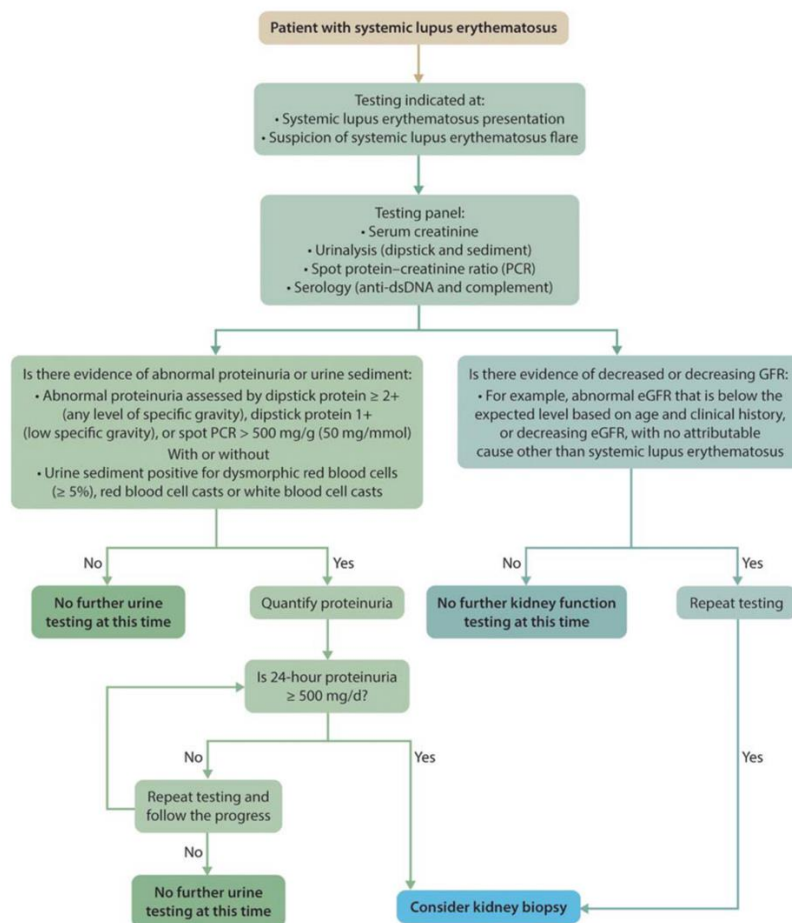 Patient with systemic lupus erythematosus
Testing indicated at:
• Systemic lupus erythematosus presentation
• Suspicion of systemic lupus erythematosus flare
Testing panel:
• Serum creatinine
• Urinalysis (dipstick and sediment)
• Spot protein–creatinine ratio (PCR)
• Serology (anti-dsDNA and complement)
Is there evidence of abnormal proteinuria or urine sediment:
• Abnormal proteinuria assessed by dipstick protein ≥ 2+
(any level of specific gravity), dipstick protein 1+
(low specific gravity), or spot PCR > 500 mg/g (50 mg/mmol)
With or without
• Urine sediment positive for dysmorphic red blood cells
(≥ 5%), red blood cell casts or white blood cell casts
Is there evidence of decreased or decreasing GFR:
• For example, abnormal eGFR that is below the
expected level based on age and clinical history,
or decreasing eGFR, with no attributable
cause other than systemic lupus erythematosus
No
Yes
No
Yes
No further urine
testing at this time
Quantify proteinuria
No further kidney function
testing at this time
Repeat testing
Is 24-hour proteinuria
≥ 500 mg/d?
No
Yes
Yes
Repeat testing and
follow the progress
No
No further urine
testing at this time
Consider kidney biopsy